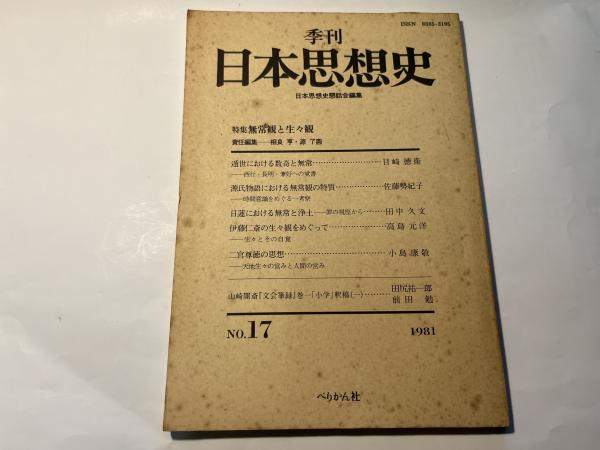 ISSN 0385-5195
季刊
日本思想史
日本思想史懇話会編集
特集 無常観と生々観
責任編集――相良 亨・源 了圓
遁世における数奇と無常…………………目崎徳衛
――西行・長明・兼好への覚書
源氏物語における無常観の特質………………佐藤勢紀子
――時間意識をめぐる一考察
日蓮における無常と浄土――罪の視座から………田中久文
伊藤仁斎の生々観をめぐって…………………高島元洋
――生々とその自覚
二宮尊徳の思想…………………小島康敬
――天地生々の営みと人間の営み
山崎闇斎『文会筆録』巻一「小学」釈稿(一)…………田尻祐一郎
前田 勉
NO.17
1981
ぺりかん社